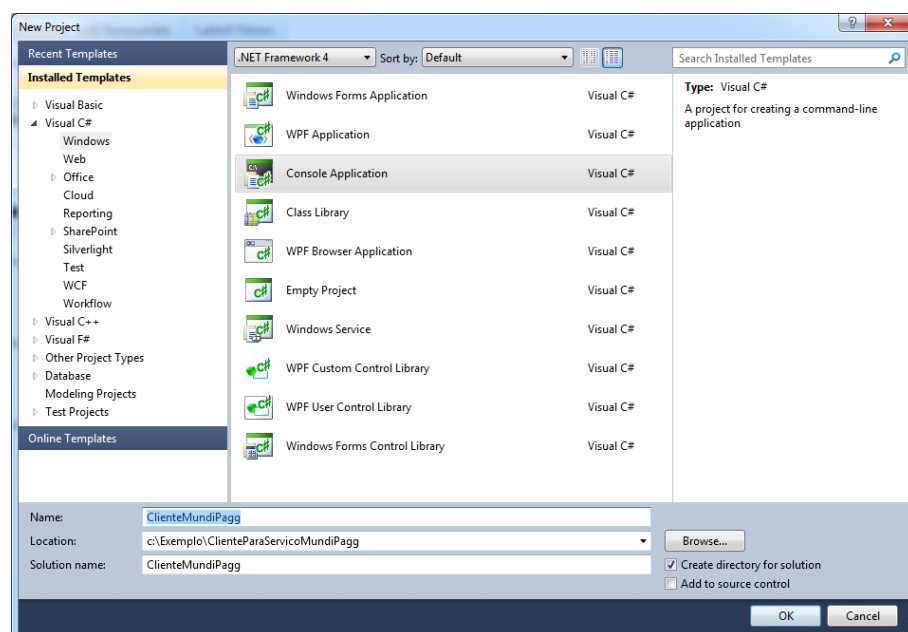 New Project
Recent Templates
Installed Templates
Visual Basic
Visual C#
Windows
Web
Office
Cloud
Reporting
SharePoint
Silverlight
Test
WCF
Workflow
Visual C++
Visual F#
Other Project Types
Database
Modeling Projects
Test Projects
Online Templates
.NET Framework 4 Sort by: Default
Windows Forms Application Visual C#
WPF Application Visual C#
Console Application Visual C#
Class Library Visual C#
WPF Browser Application Visual C#
Empty Project Visual C#
Windows Service Visual C#
WPF Custom Control Library Visual C#
WPF User Control Library Visual C#
Windows Forms Control Library Visual C#
Search Installed Templates
Type: Visual C#
A project for creating a command-line
application
Name: ClienteMundiPagg
Location: c:\Exemplo\ClienteParaServicoMundiPagg Browse...
Solution name: ClienteMundiPagg
Create directory for solution
Add to source control
OK Cancel